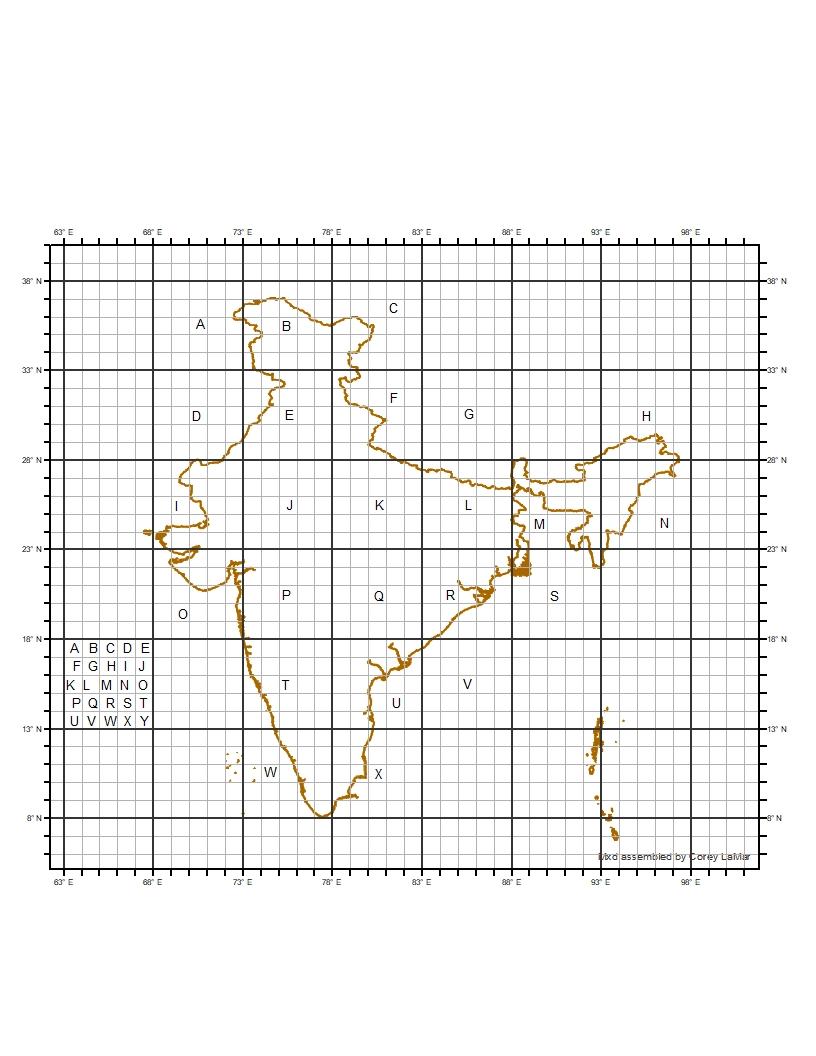 63° E 68° E 73° E 78° E 83° E 88° E 93° E 98° E
38° N 38° N
C
A B
33° N 33° N
F
D E G H
28° N 28° N
I J K L
M N
23° N 23° N
P Q R S
O
18° N 18° N
A B C D E
F G H I J
K L M N O
P Q R S T
U V W X Y
T V
U
13° N 13° N
W X
8° N 8° N
Mxd assembled by Corey LaMar
63° E 68° E 73° E 78° E 83° E 88° E 93° E 98° E